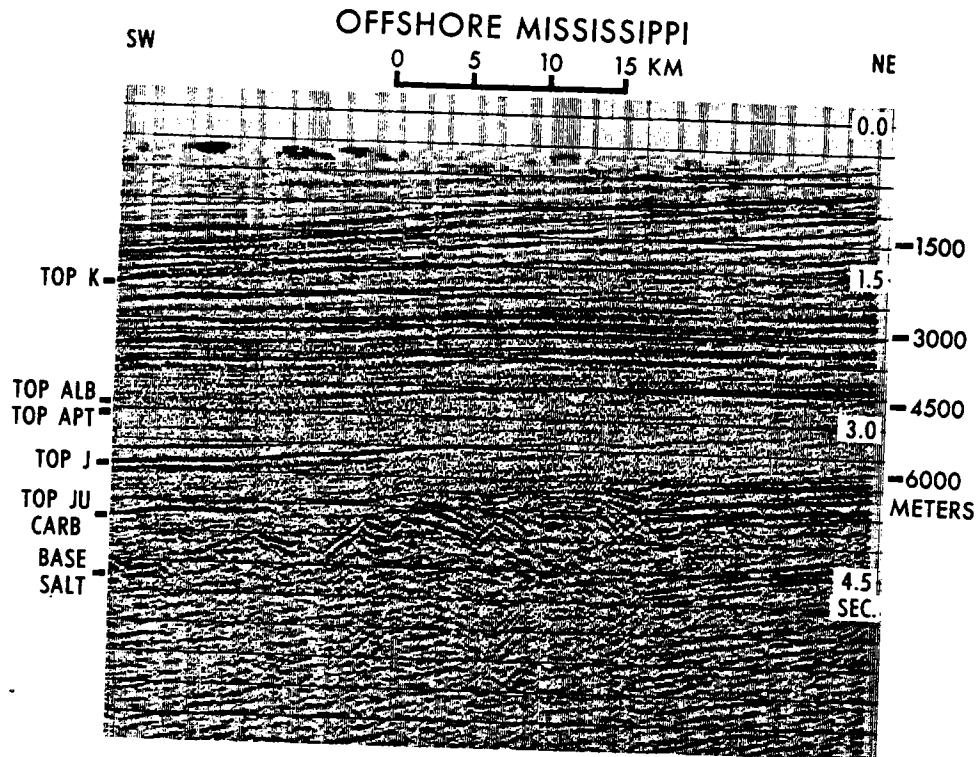 OFFSHORE MISSISSIPPI
SW
NE
0 5 10 15 KM
0.0
1500
TOP K
1.5
3000
TOP ALB
TOP APT
4500
3.0
TOP J
6000
METERS
TOP JU
CARB
BASE
SALT
4.5
SEC.